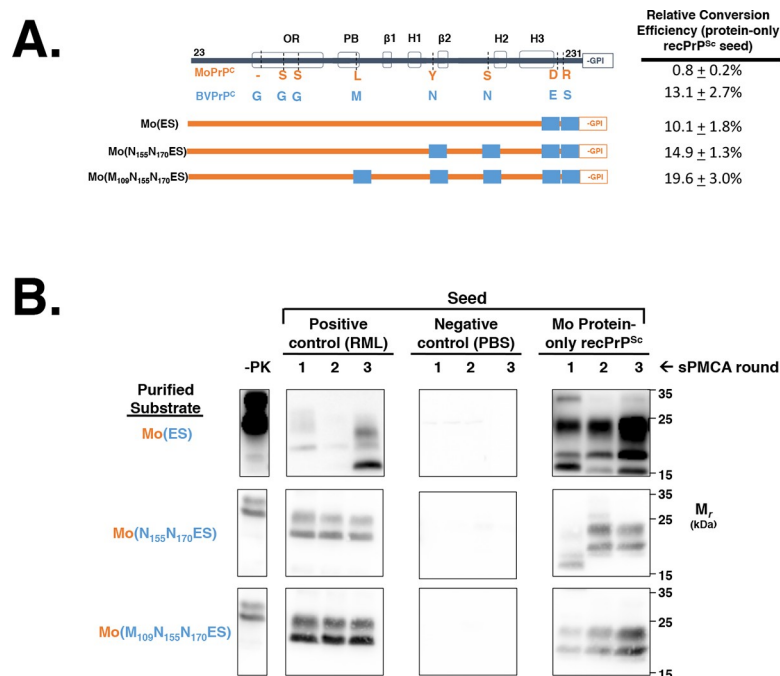 A.
Relative Conversion
Efficiency (protein-only
recPrPSc seed)
OR PB β1 H1 β2 H2 H3
23 231 -GPI
MoPrPC - S S L Y S D R 0.8 ± 0.2%
BVPrPC G G G M N N E S 13.1 ± 2.7%
Mo(ES) -GPI 10.1 ± 1.8%
Mo(N155N170ES) -GPI 14.9 ± 1.3%
Mo(M109N155N170ES) -GPI 19.6 ± 3.0%
B.
Seed
Positive
control (RML)
Negative
control (PBS)
Mo Protein-
only recPrPSc
-PK 1 2 3 1 2 3 1 2 3 ← sPMCA round
Purified
Substrate
Mo(ES)
35
25
15
Mo(N155N170ES)
35
25
15
Mr
(kDa)
Mo(M109N155N170ES)
35
25
15